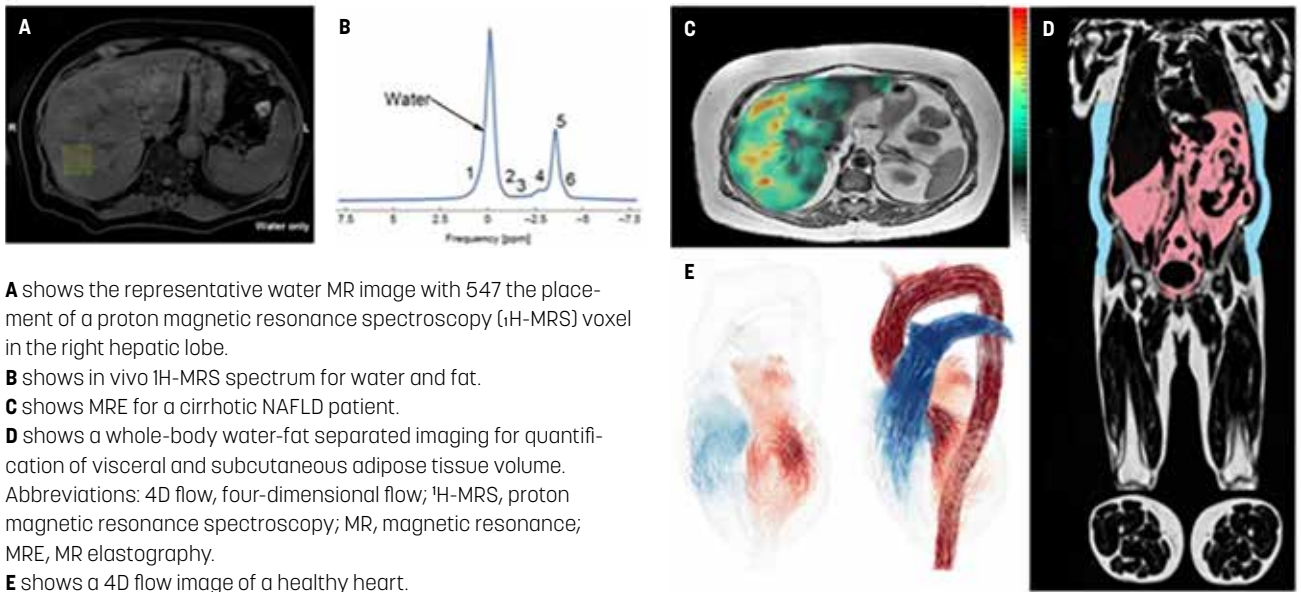 A
R
L
Water only
B
Water
1
2
3
4
5
6
7.5
5
2.5
0
-2.5
-5
-7.5
Frequency [ppm]
C
D
E
A shows the representative water MR image with 547 the place-
ment of a proton magnetic resonance spectroscopy (₁H-MRS) voxel
in the right hepatic lobe.
B shows in vivo 1H-MRS spectrum for water and fat.
C shows MRE for a cirrhotic NAFLD patient.
D shows a whole-body water-fat separated imaging for quantifi-
cation of visceral and subcutaneous adipose tissue volume.
Abbreviations: 4D flow, four-dimensional flow; ¹H-MRS, proton
magnetic resonance spectroscopy; MR, magnetic resonance;
MRE, MR elastography.
E shows a 4D flow image of a healthy heart.